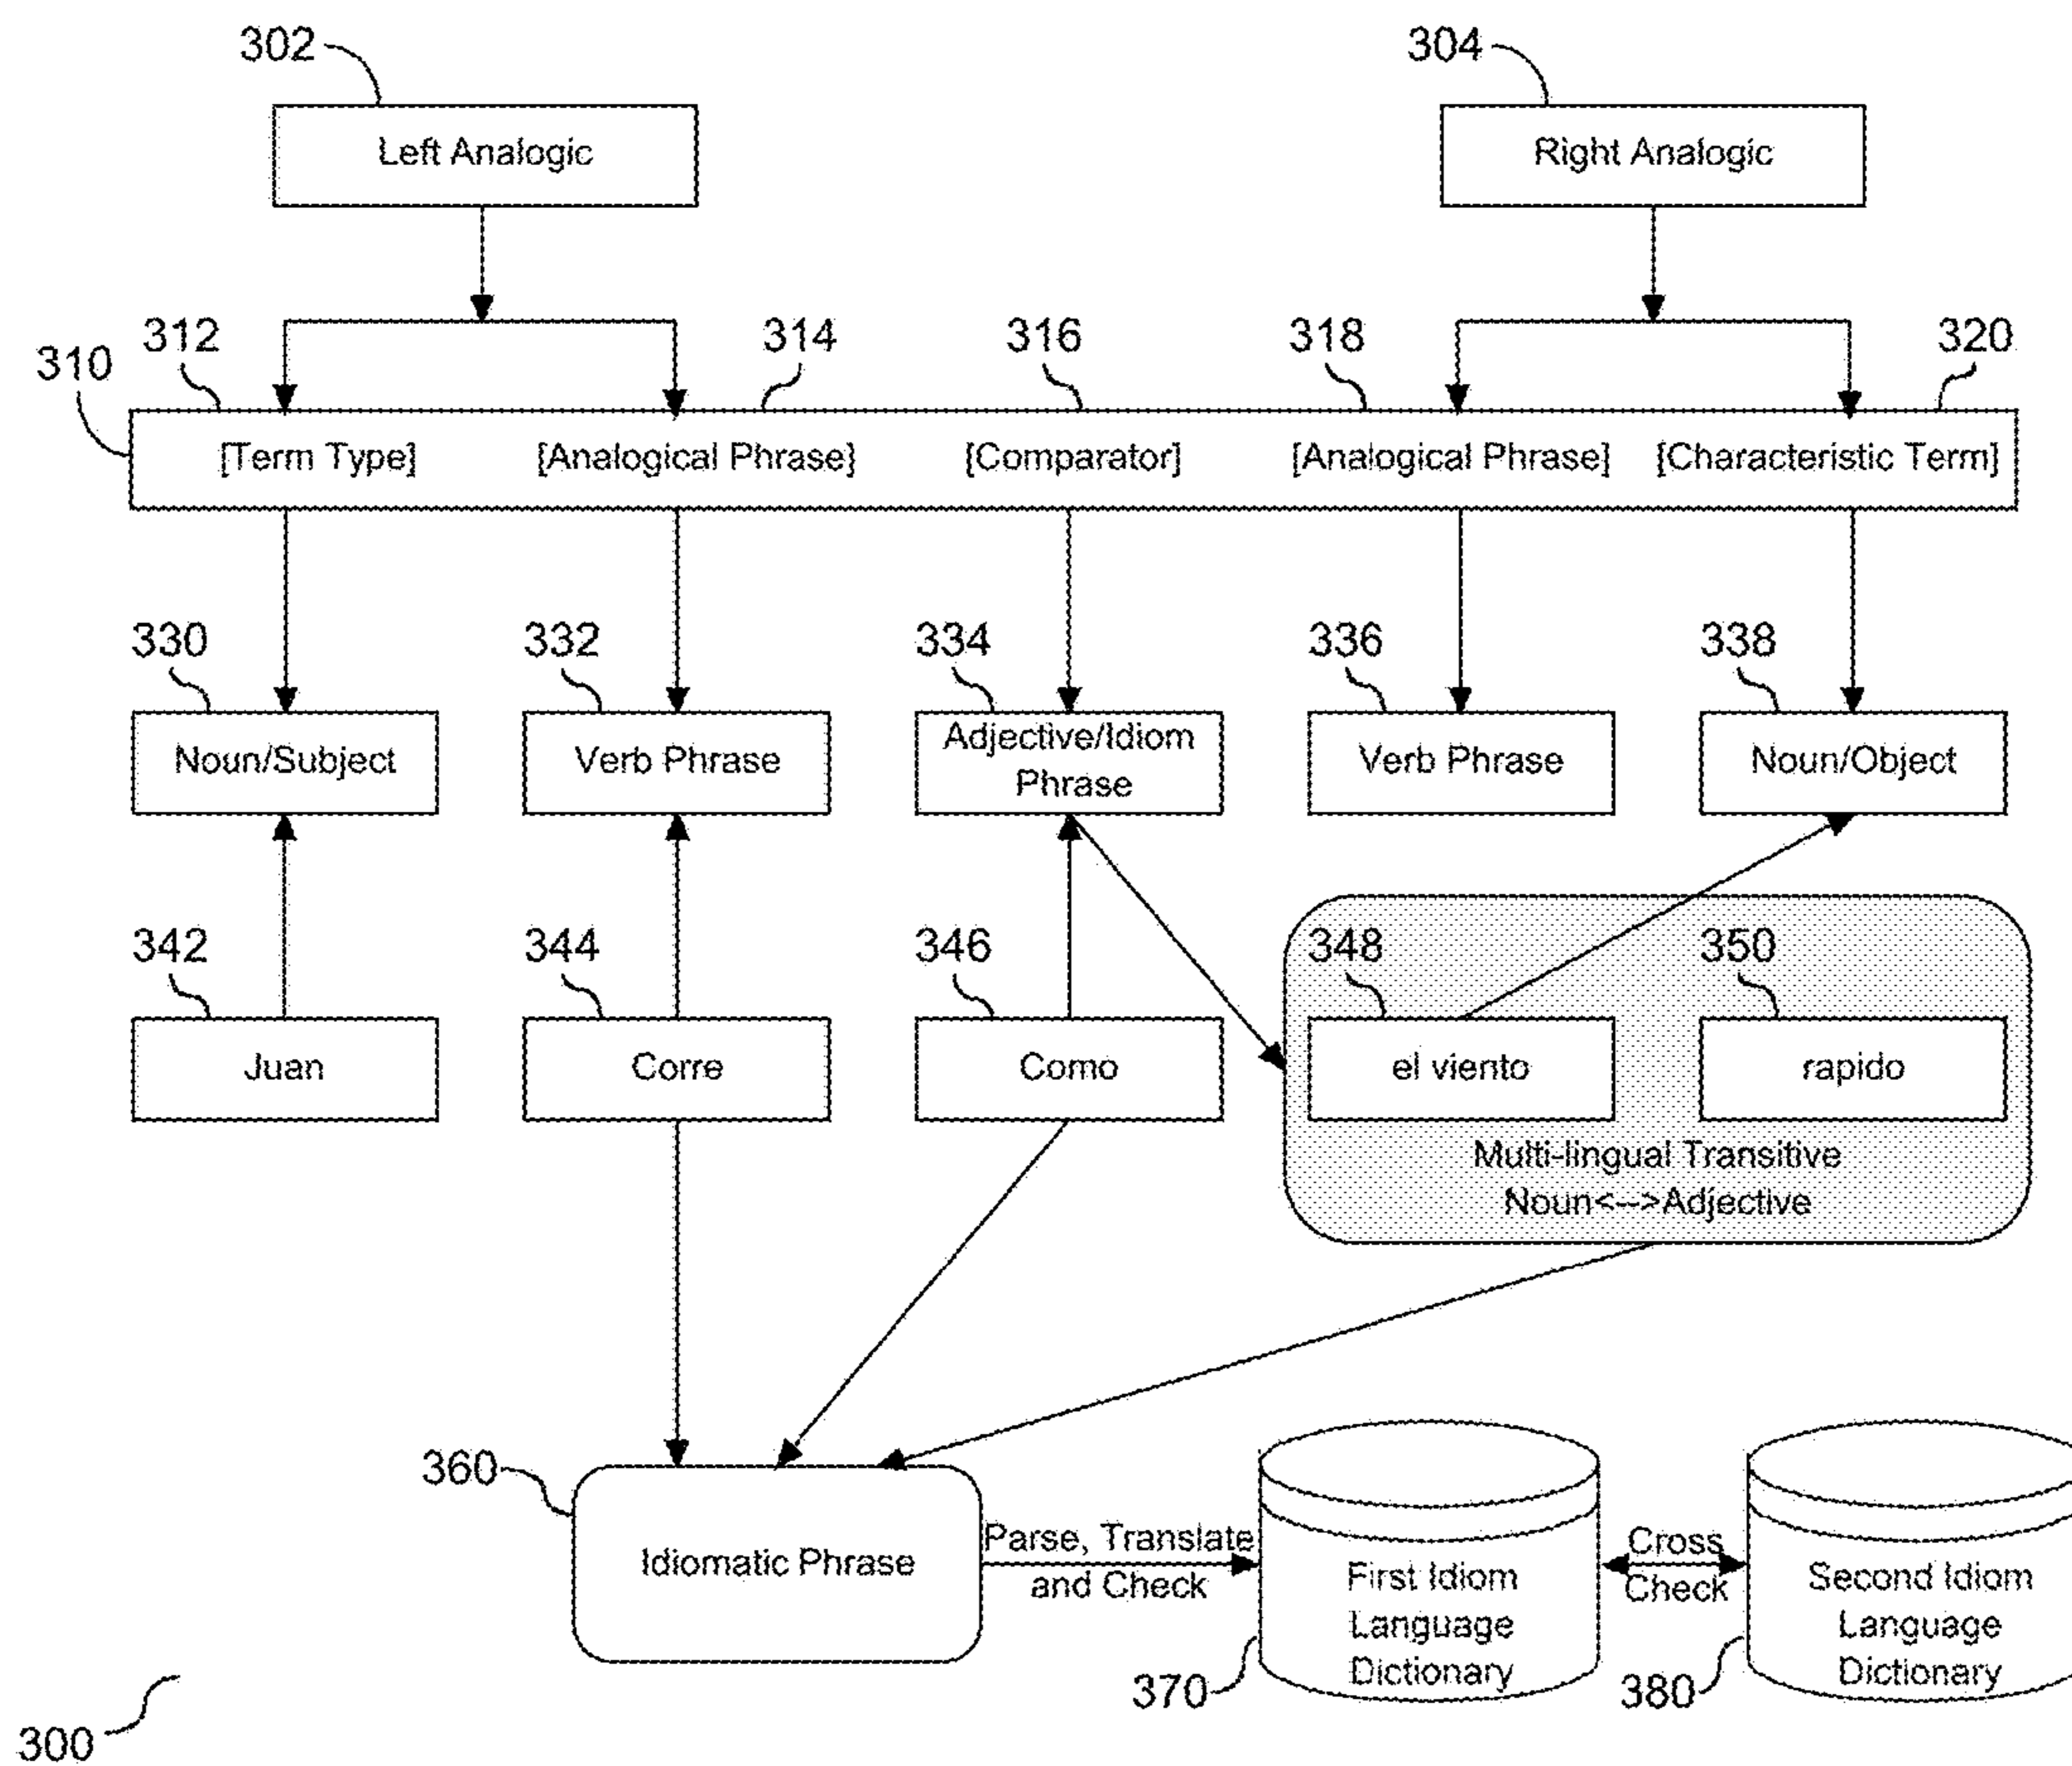 302
304
Left Analogic
Right Analogic
312
314
316
318
320
310
[Term Type]
[Analogical Phrase]
[Comparator]
[Analogical Phrase]
[Characteristic Term]
330
332
334
336
338
Noun/Subject
Verb Phrase
Adjective/Idiom
Phrase
Verb Phrase
Noun/Object
342
344
346
348
350
Juan
Corre
Como
el viento
rapido
Multi-lingual Transitive
Noun<-->Adjective
360
Idiomatic Phrase
Parse, Translate
and Check
First Idiom
Language
Dictionary
Cross
Check
Second Idiom
Language
Dictionary
370
380
300